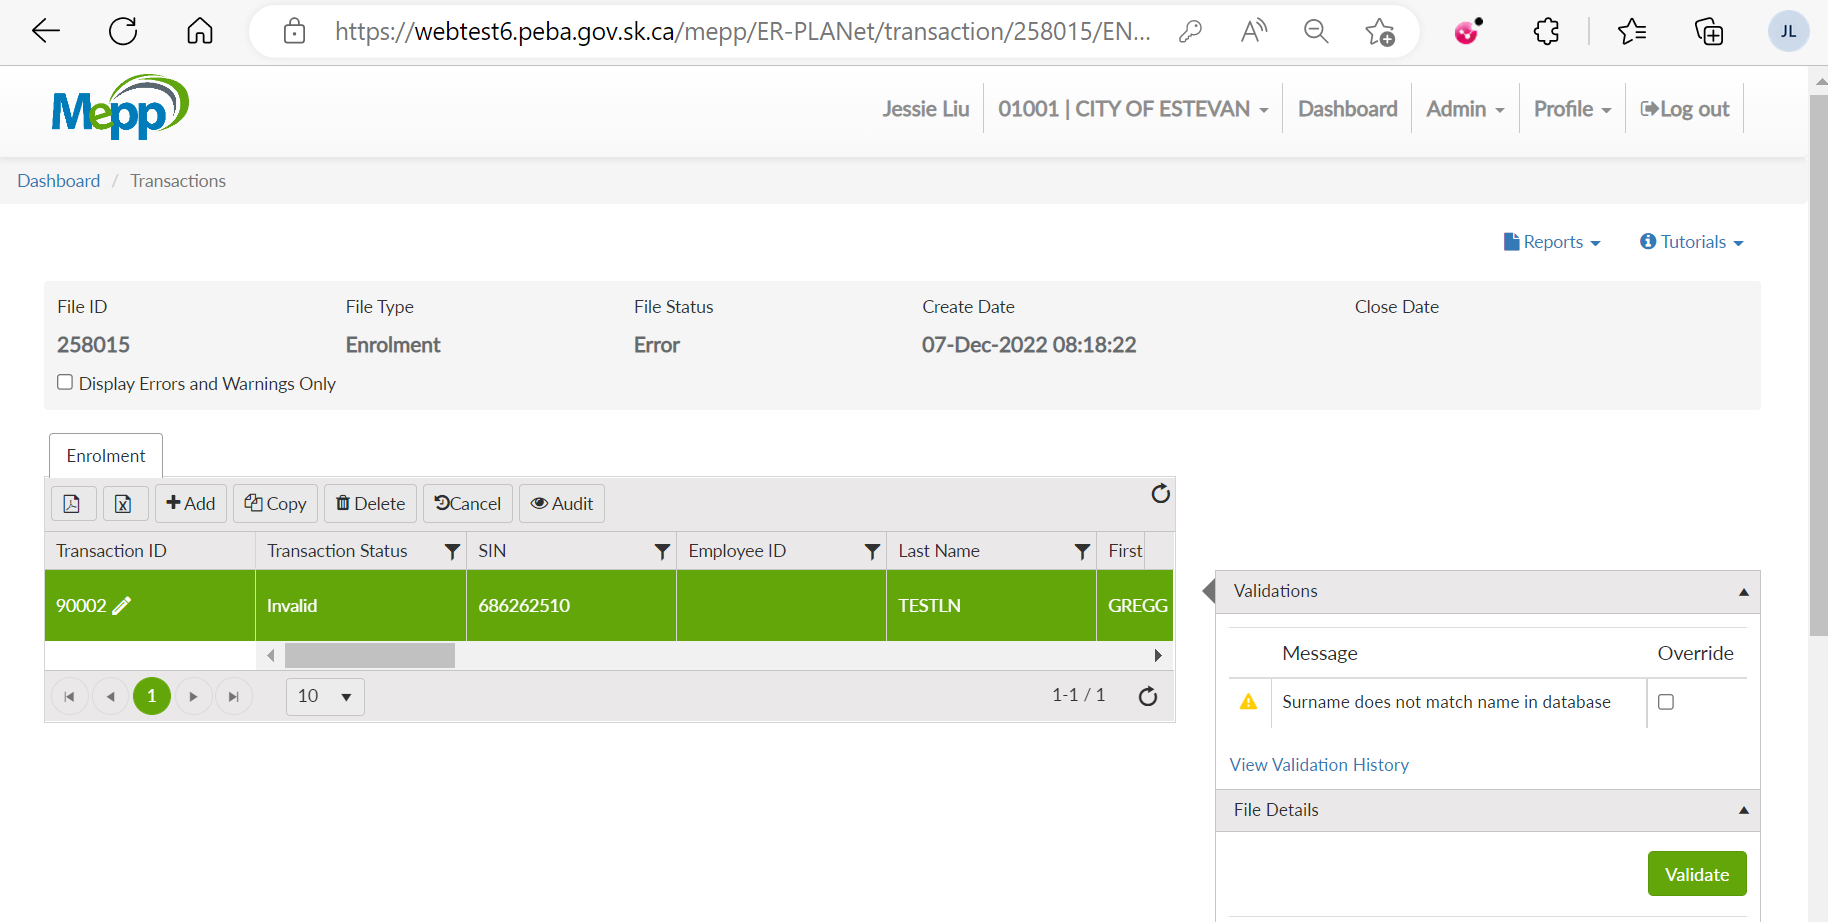 https://webtest6.peba.gov.sk.ca/mepp/ER-PLANet/transaction/258015/EN...
JL
Mepp
Jessie Liu
01001 | CITY OF ESTEVAN
Dashboard
Admin
Profile
Log out
Dashboard / Transactions
Reports
Tutorials
File ID
File Type
File Status
Create Date
Close Date
258015
Enrolment
Error
07-Dec-2022 08:18:22
Display Errors and Warnings Only
Enrolment
Add
Copy
Delete
Cancel
Audit
Transaction ID
Transaction Status
SIN
Employee ID
Last Name
First
90002
Invalid
686262510
TESTLN
GREGG
1
10
1-1 / 1
Validations
Message
Override
Surname does not match name in database
View Validation History
File Details
Validate